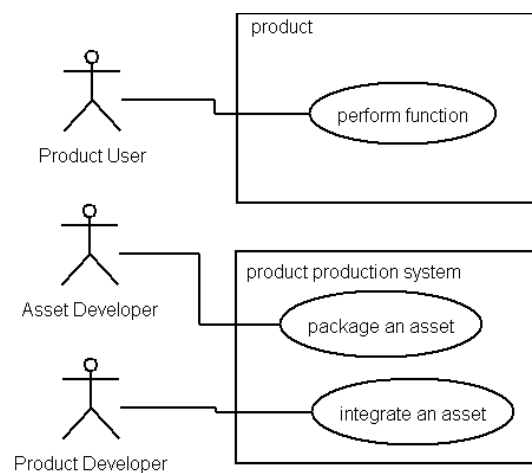 product
perform function
Product User
Asset Developer
product production system
package an asset
integrate an asset
Product Developer